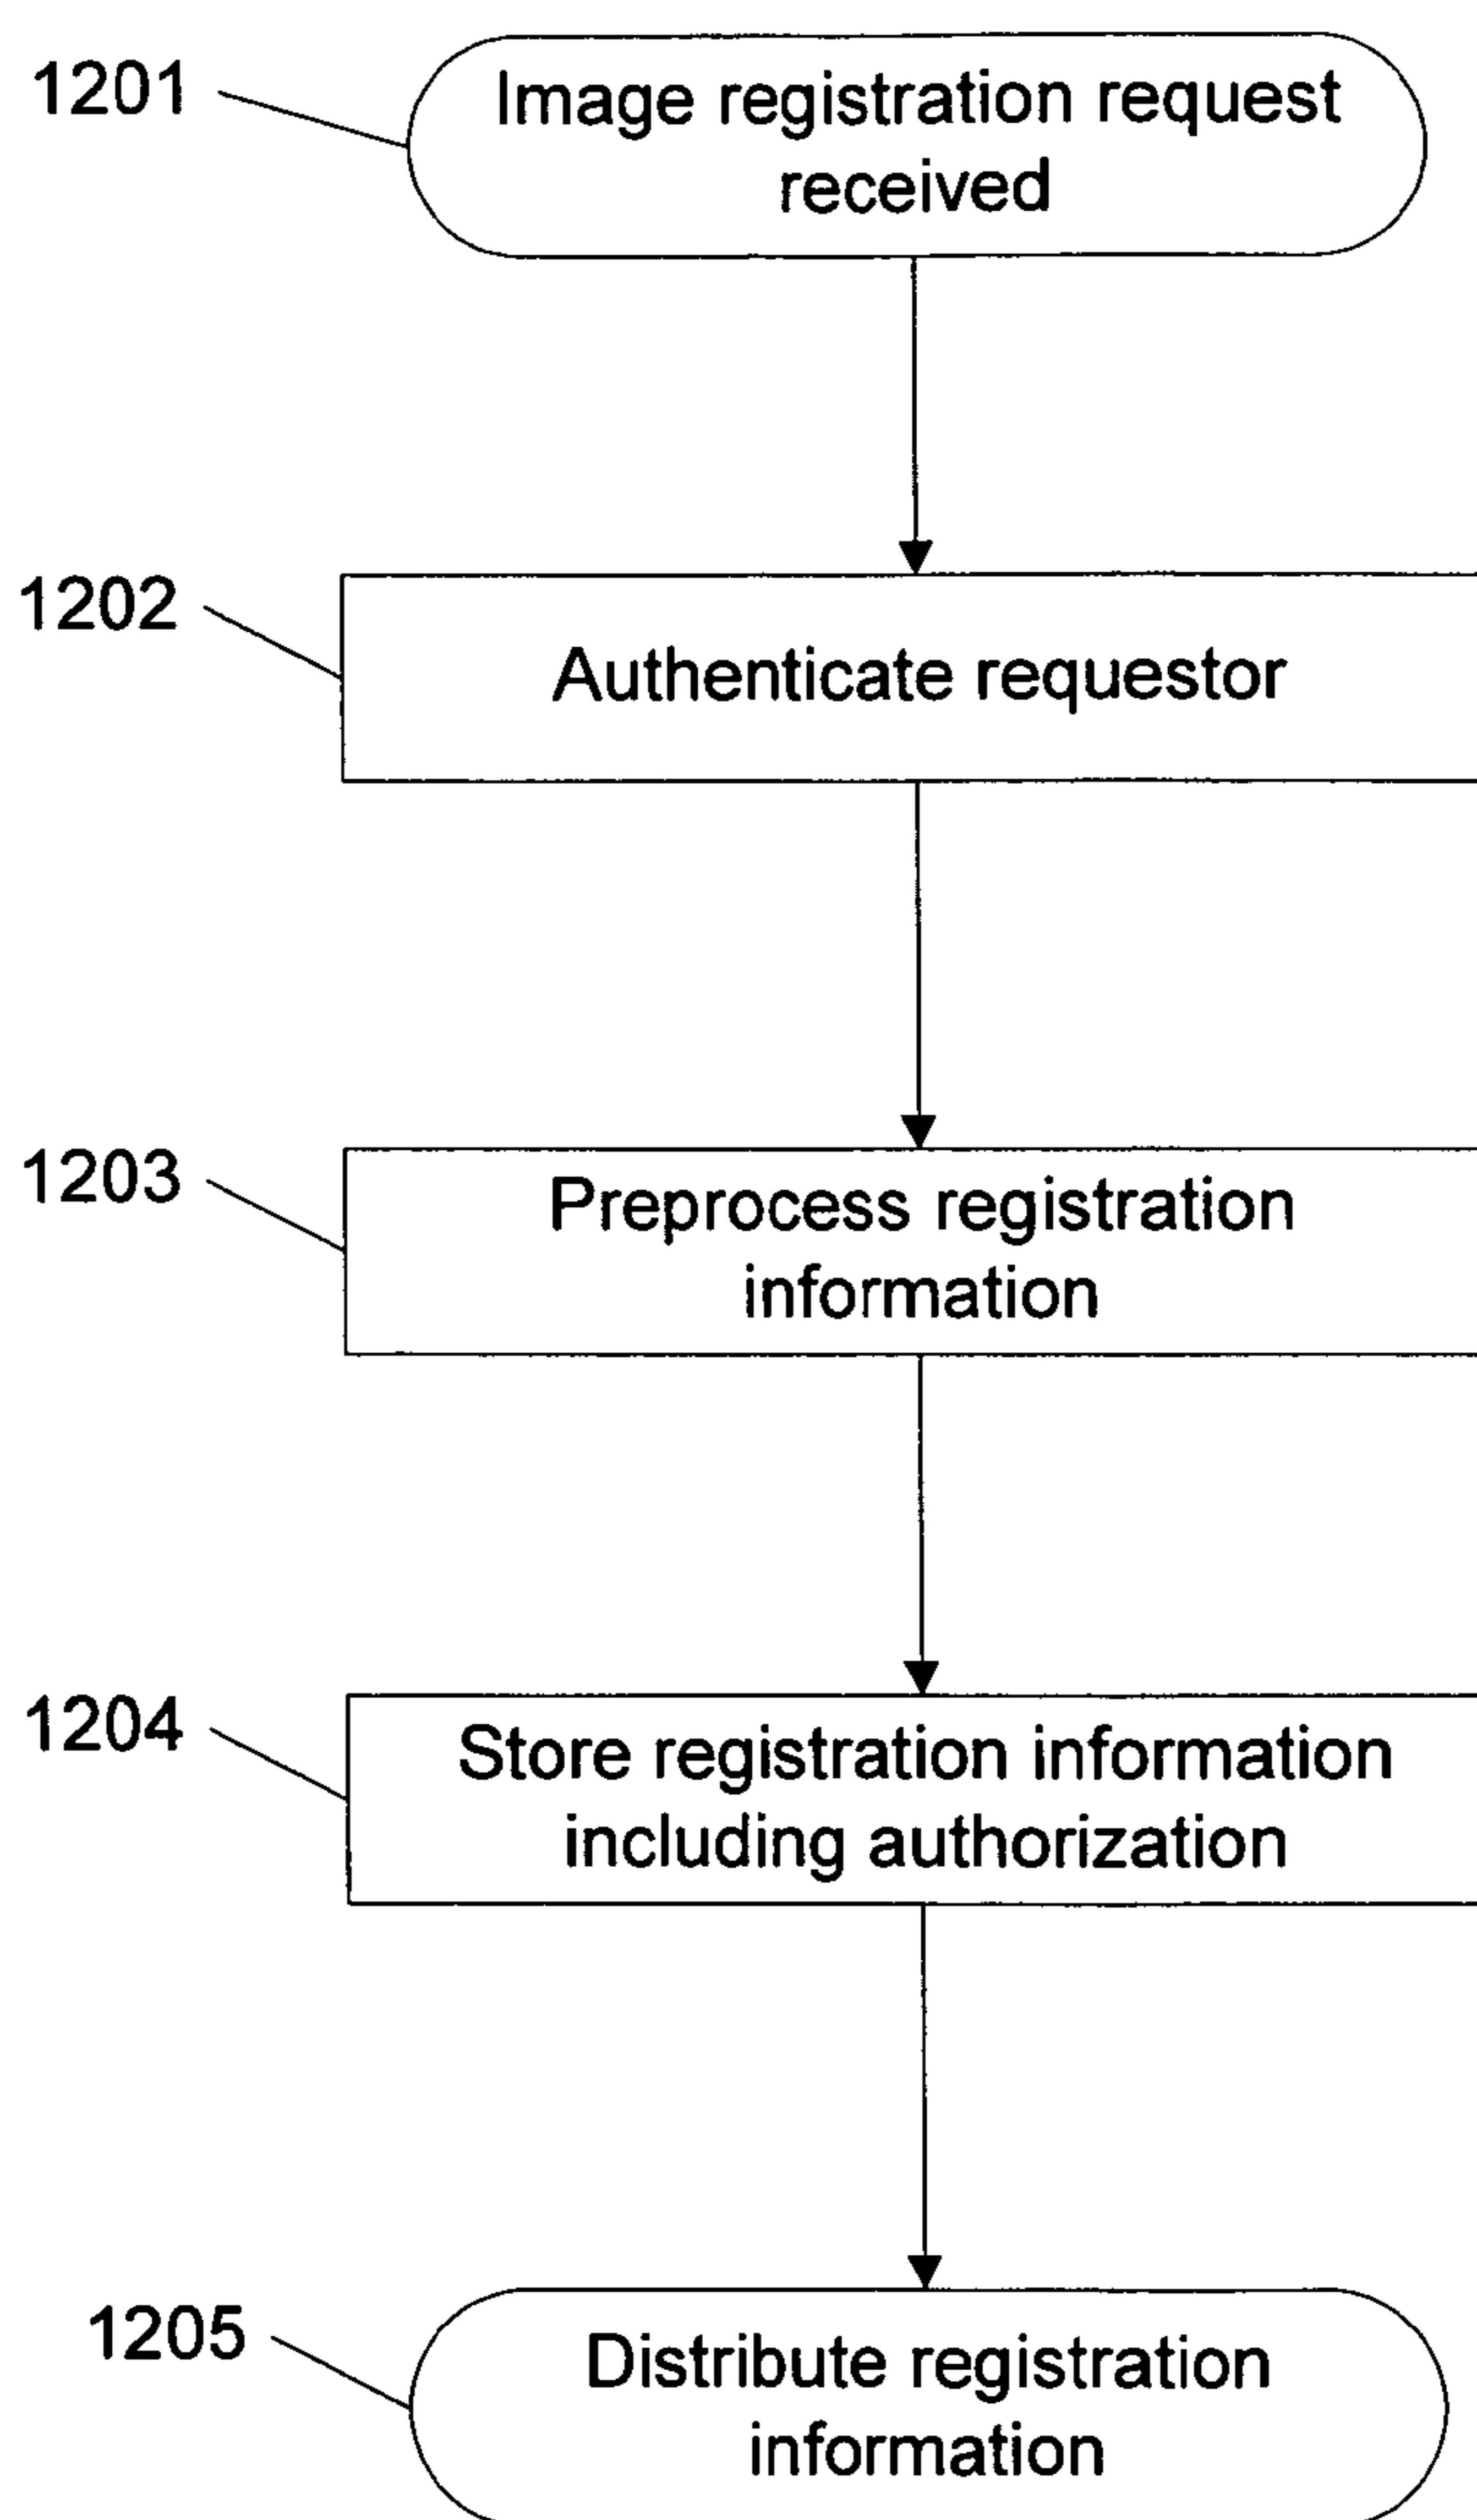 1201
Image registration request
received
1202
Authenticate requestor
1203
Preprocess registration
information
1204
Store registration information
including authorization
1205
Distribute registration
information